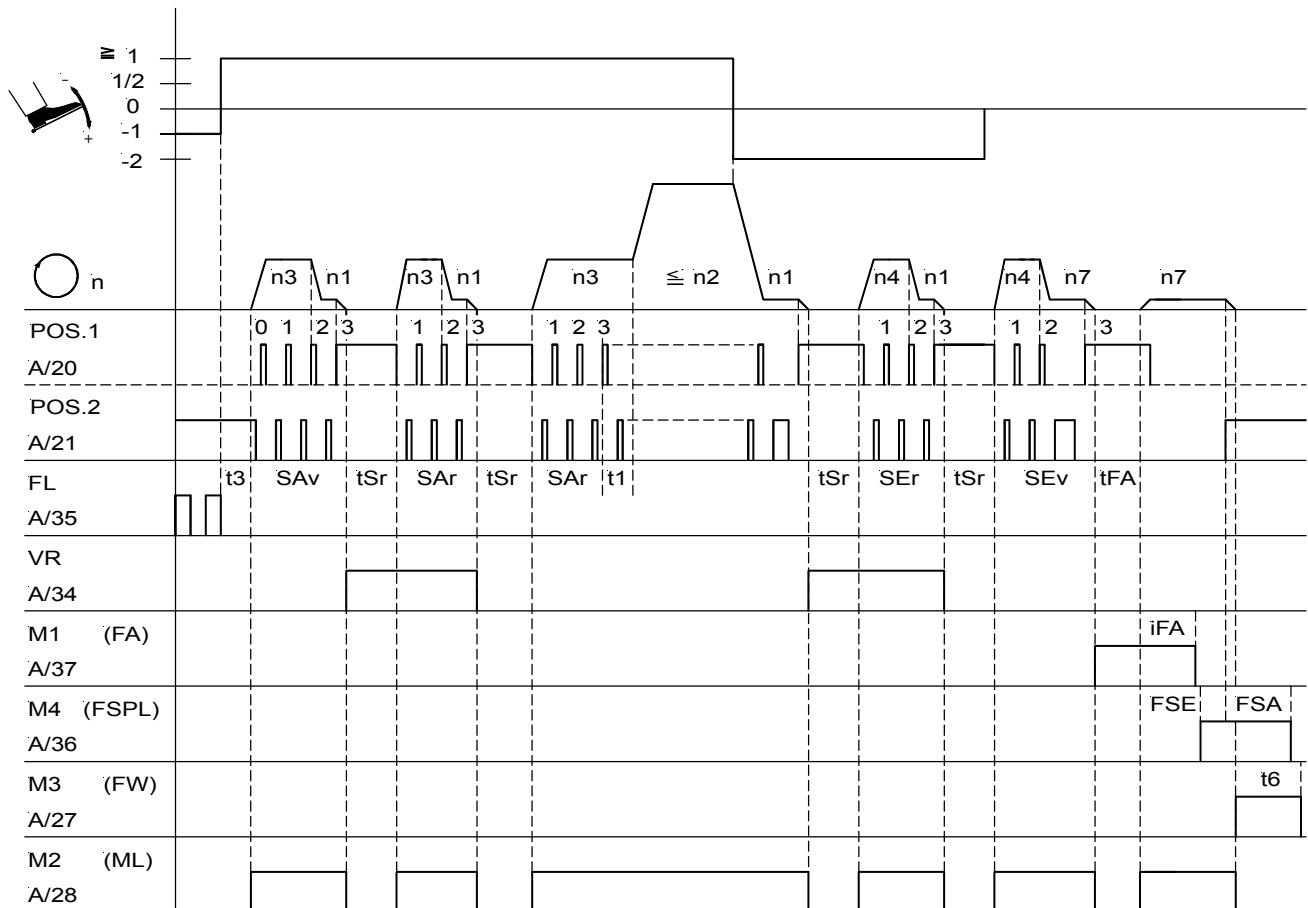 ≧ 1
1/2
0
-1
-2
-
+
n
n3 n1 n3 n1 n3 ≦ n2 n1 n4 n1 n4 n7 n7
POS.1 0 1 2 3 1 2 3 1 2 3 1 2 3 1 2 3
A/20
POS.2
A/21
FL t3 SAv tSr SAr tSr SAr t1 tSr SEr tSr SEv tFA
A/35
VR
A/34
M1 (FA) iFA
A/37
M4 (FSPL) FSE FSA
A/36
M3 (FW) t6
A/27
M2 (ML)
A/28